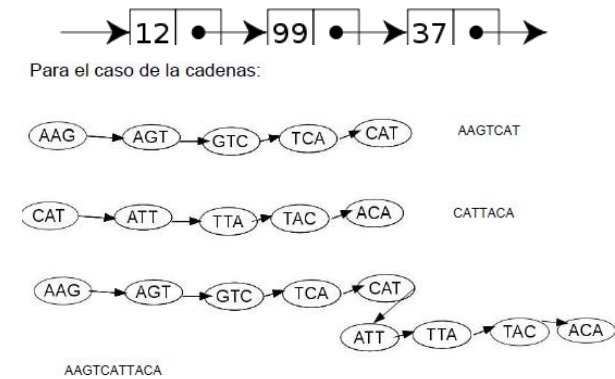 12 99 37
Para el caso de la cadenas:
AAG AGT GTC TCA CAT AAGTCAT
CAT ATT TTA TAC ACA CATTACA
AAG AGT GTC TCA CAT
ATT TTA TAC ACA
AAGTCATTACA